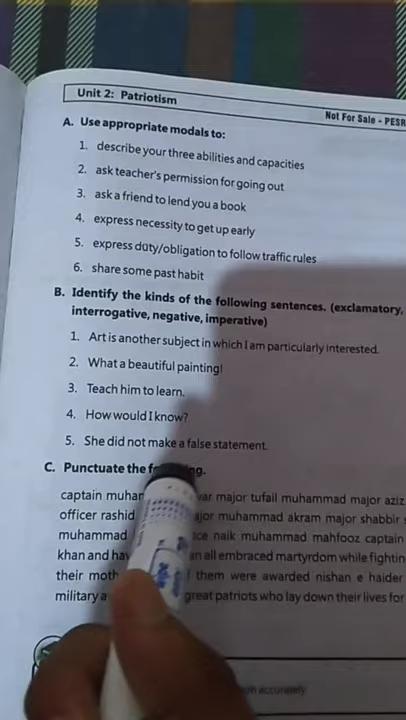 Unit 2: Patriotism
Not For Sale - PESR
A. Use appropriate modals to:
1. describe your three abilities and capacities
2. ask teacher's permission for going out
3. ask a friend to lend you a book
4. express necessity to get up early
5. express duty/obligation to follow traffic rules
6. share some past habit
B. Identify the kinds of the following sentences. (exclamatory,
interrogative, negative, imperative)
1. Art is another subject in which I am particularly interested.
2. What a beautiful painting!
3. Teach him to learn.
4. How would I know?
5. She did not make a false statement.
C. Punctuate the
captain major tufail muhammad major aziz
officer rashid muhammad akram major shabbir
muhammad naik muhammad mahfooz captain
khan and all embraced martyrdom while fightin
their them were awarded nishan e haider
military great patriots who lay down their lives for
accurately